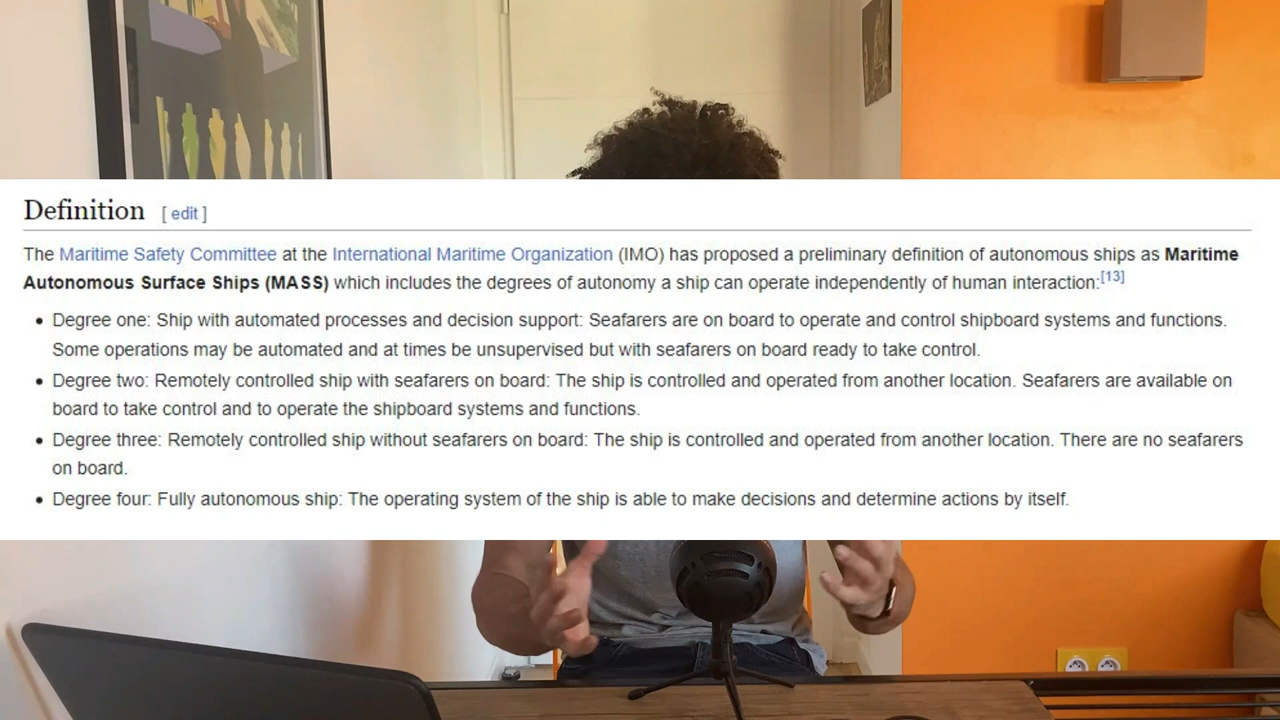 Definition [ edit ]
The Maritime Safety Committee at the International Maritime Organization (IMO) has proposed a preliminary definition of autonomous ships as Maritime
Autonomous Surface Ships (MASS) which includes the degrees of autonomy a ship can operate independently of human interaction:[13]
• Degree one: Ship with automated processes and decision support: Seafarers are on board to operate and control shipboard systems and functions.
Some operations may be automated and at times be unsupervised but with seafarers on board ready to take control.
• Degree two: Remotely controlled ship with seafarers on board: The ship is controlled and operated from another location. Seafarers are available on
board to take control and to operate the shipboard systems and functions.
• Degree three: Remotely controlled ship without seafarers on board: The ship is controlled and operated from another location. There are no seafarers
on board.
• Degree four: Fully autonomous ship: The operating system of the ship is able to make decisions and determine actions by itself.